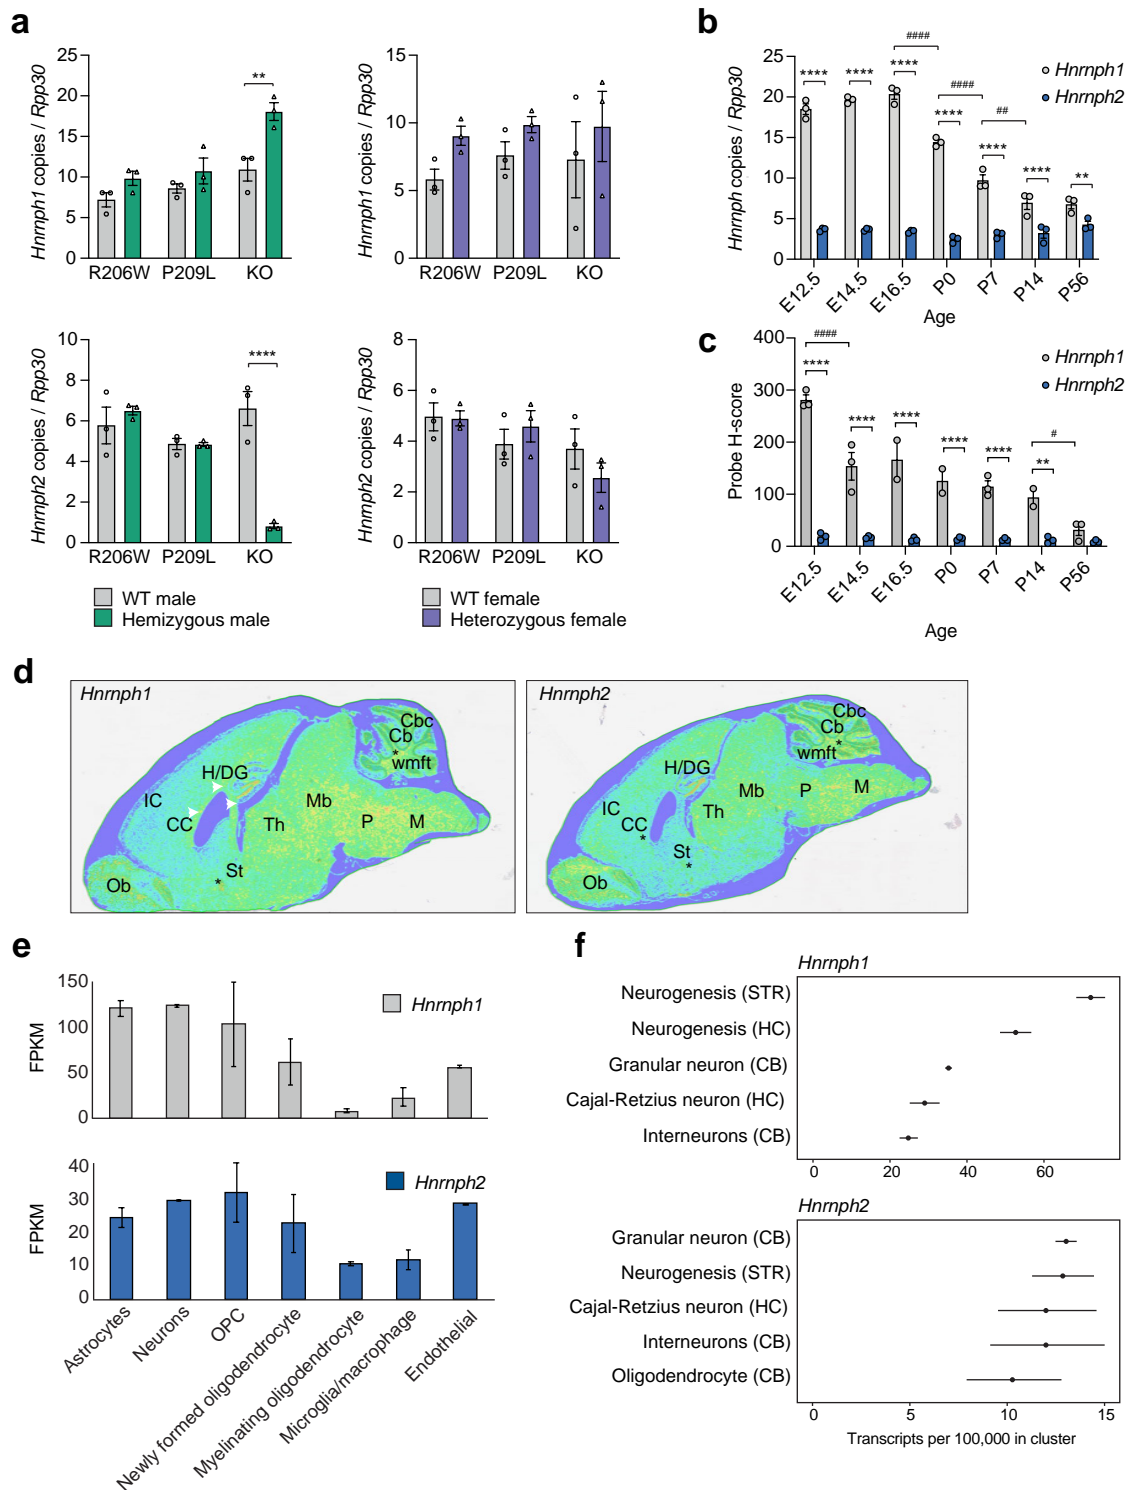 a
Hnrnph1 copies / Rpp30
25
20
15
10
5
0
**
R206W P209L KO
Hnrnph1 copies / Rpp30
15
10
5
0
R206W P209L KO
Hnrnph2 copies / Rpp30
10
8
6
4
2
0
****
R206W P209L KO
WT male
Hemizygous male
Hnrnph2 copies / Rpp30
8
6
4
2
0
R206W P209L KO
WT female
Heterozygous female
b
Hnrnph copies / Rpp30
25
20
15
10
5
0
#### #### ##
**** **** **** **** **** **** **
Hnrnph1
Hnrnph2
E12.5 E14.5 E16.5 P0 P7 P14 P56
Age
c
Probe H-score
400
300
200
100
0
#### #
**** **** **** **** **** **
Hnrnph1
Hnrnph2
E12.5 E14.5 E16.5 P0 P7 P14 P56
Age
d
Hnrnph1
Cbc
Cb
*
wmft
H/DG
IC
CC
Mb
Th
P
M
St
*
Ob
Hnrnph2
Cbc
Cb
*
wmft
H/DG
IC
CC
*
Mb
P
M
Th
St
*
Ob
e
FPKM
150
100
50
0
Hnrnph1
FPKM
40
30
20
10
0
Hnrnph2
Astrocytes
Neurons
OPC
Newly formed oligodendrocyte
Myelinating oligodendrocyte
Microglia/macrophage
Endothelial
f
Hnrnph1
Neurogenesis (STR)
Neurogenesis (HC)
Granular neuron (CB)
Cajal-Retzius neuron (HC)
Interneurons (CB)
0 20 40 60
Hnrnph2
Granular neuron (CB)
Neurogenesis (STR)
Cajal-Retzius neuron (HC)
Interneurons (CB)
Oligodendrocyte (CB)
0 5 10 15
Transcripts per 100,000 in cluster